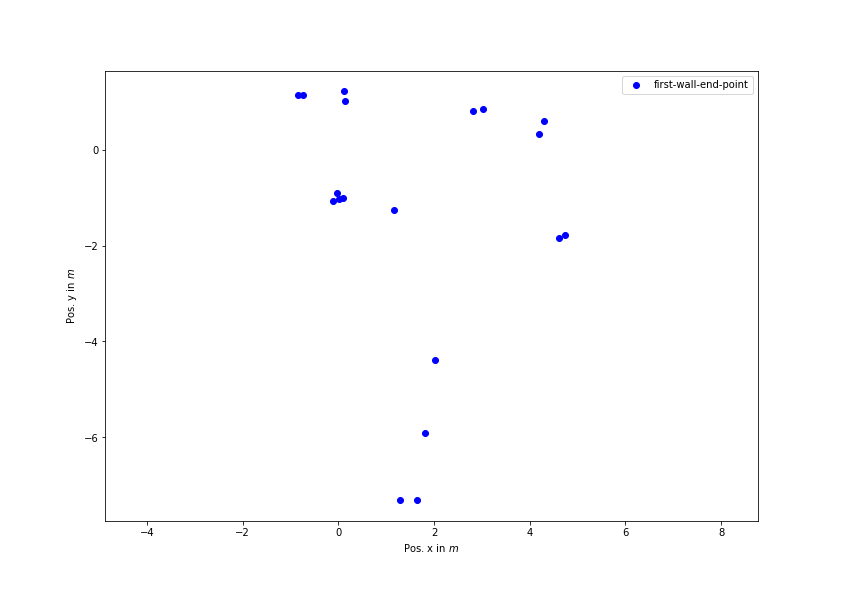 first-wall-end-point
0
−2
−4
−6
Pos. y in m
−4 −2 0 2 4 6 8
Pos. x in m